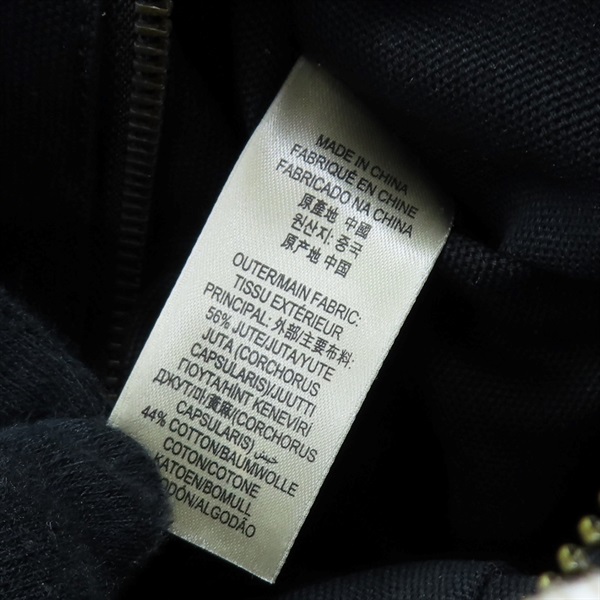 MADE IN CHINA
FABRIQUÉ EN CHINE
FABRICADO NA CHINA
原產地 中國
원산지: 중국
原产地 中国
OUTER/MAIN FABRIC:
TISSU EXTÉRIEUR
PRINCIPAL: 外部/主要布料:
56% JUTE/JUTA/YUTE
JUTA (CORCHORUS
CAPSULARIS)/JUUTTI
ΓΙΟΥΤΑ/HINT KENEVİRİ
ДЖУТ/마/黃麻/(CORCHORUS
CAPSULARIS) خيش/
44% COTTON/BAUMWOLLE
COTON/COTONE
KATOEN/BOMULL
ALGODÓN/ALGODÃO